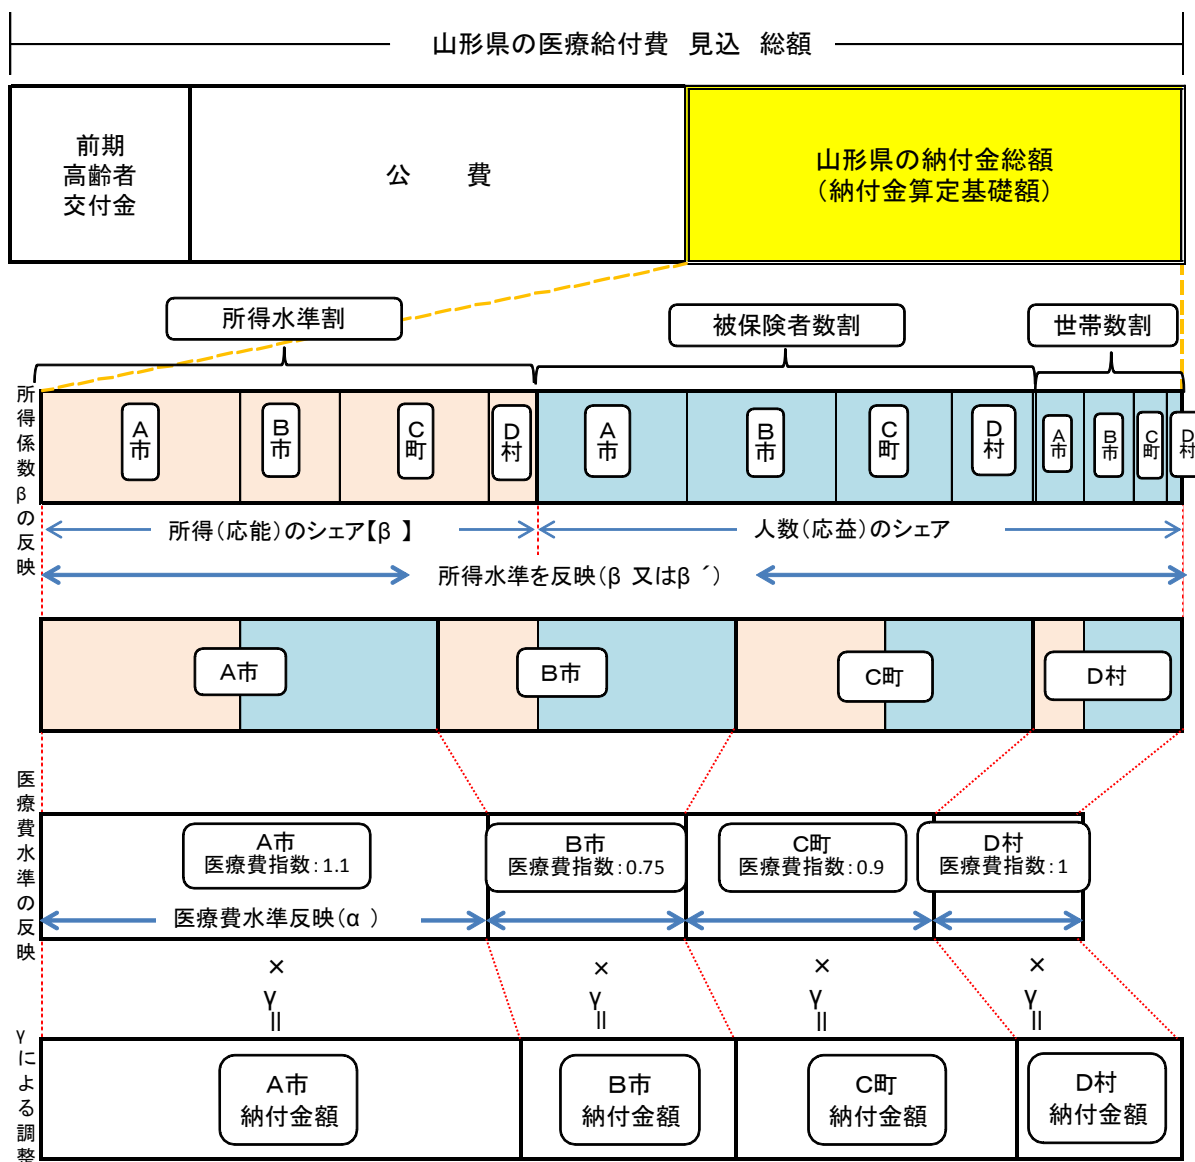 山形県の医療給付費 見込 総額
前期
高齢者
交付金
公 費
山形県の納付金総額
(納付金算定基礎額)
所得水準割
被保険者数割
世帯数割
所得係数βの反映
A市
B市
C町
D村
A市
B市
C町
D村
A市
B市
C町
D村
所得(応能)のシェア【β 】
人数(応益)のシェア
所得水準を反映(β 又はβ ´)
A市
B市
C町
D村
医療費水準の反映
A市
医療費指数:1.1
B市
医療費指数:0.75
C町
医療費指数:0.9
D村
医療費指数:1
医療費水準反映(α )
× × × ×
γ γ γ γ
= = = =
γによる調整
A市
納付金額
B市
納付金額
C町
納付金額
D村
納付金額